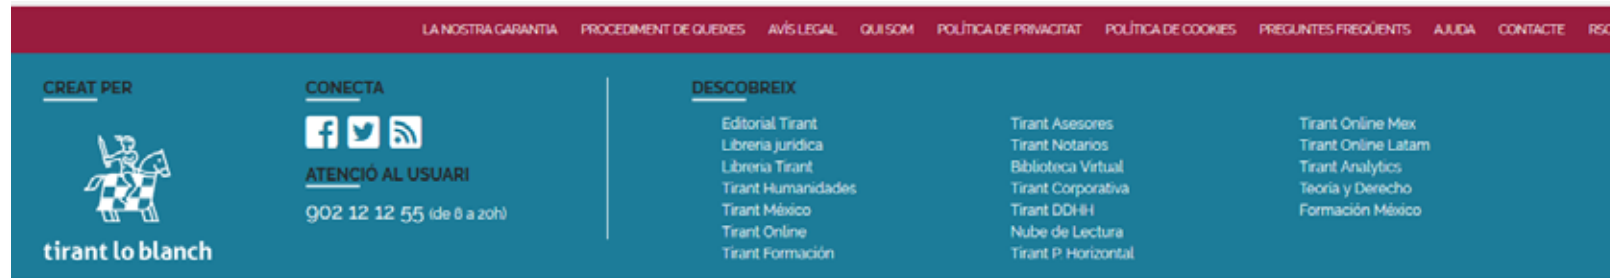 LA NOSTRA GARANTIA PROCEDIMENT DE QUEIXES AVÍS LEGAL QUI SOM POLÍTICA DE PRIVACITAT POLÍTICA DE COOKIES PREGUNTES FREQÜENTS AJUDA CONTACTE RSC
CREAT PER
tirant lo blanch
CONECTA
ATENCIÓ AL USUARI
902 12 12 55 (de 8 a 20h)
DESCOBREIX
Editorial Tirant
Libreria jurídica
Libreria Tirant
Tirant Humanidades
Tirant México
Tirant Online
Tirant Formación
Tirant Asesores
Tirant Notarios
Biblioteca Virtual
Tirant Corporativa
Tirant DDHH
Nube de Lectura
Tirant P. Horizontal
Tirant Online Mex
Tirant Online Latam
Tirant Analytics
Teoría y Derecho
Formación México